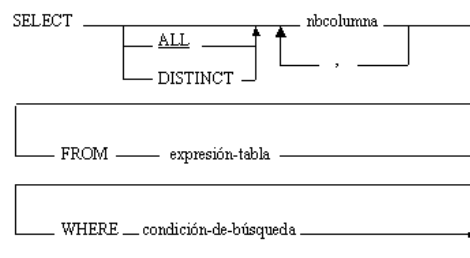 SELECT nbcolumna
ALL
,
DISTINCT
FROM expresión-tabla
WHERE condición-de-búsqueda